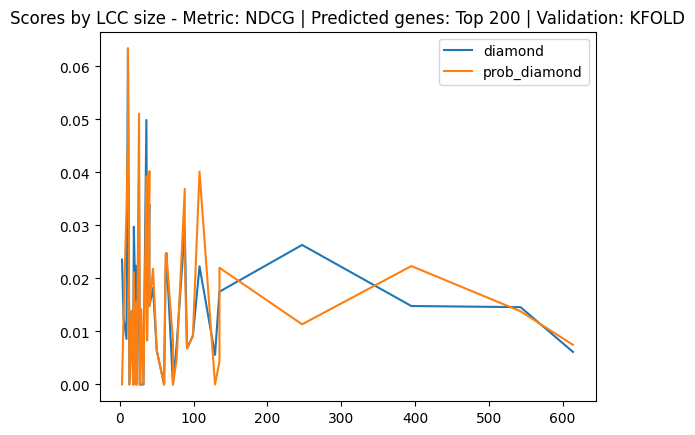 Scores by LCC size - Metric: NDCG | Predicted genes: Top 200 | Validation: KFOLD
diamond
prob_diamond
0.06
0.05
0.04
0.03
0.02
0.01
0.00
0 100 200 300 400 500 600